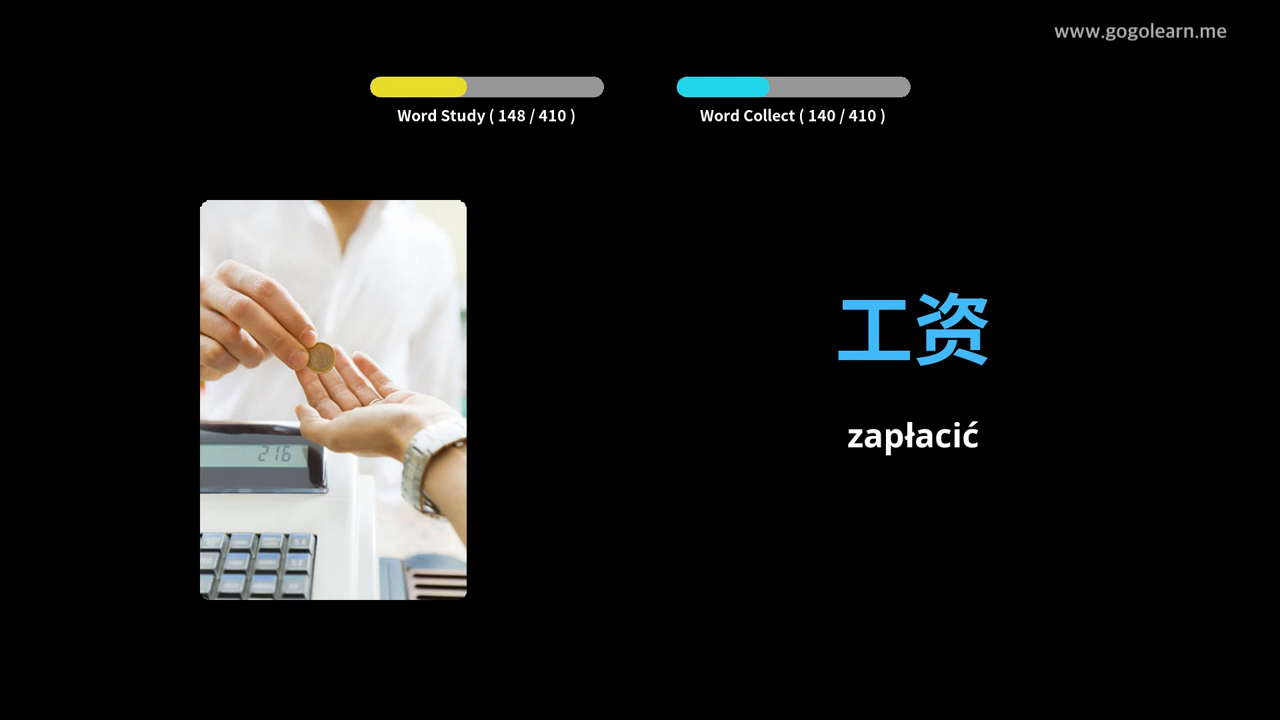 www.gogolearn.me
Word Study ( 148 / 410 )
Word Collect ( 140 / 410 )
工资
zapłacić
216